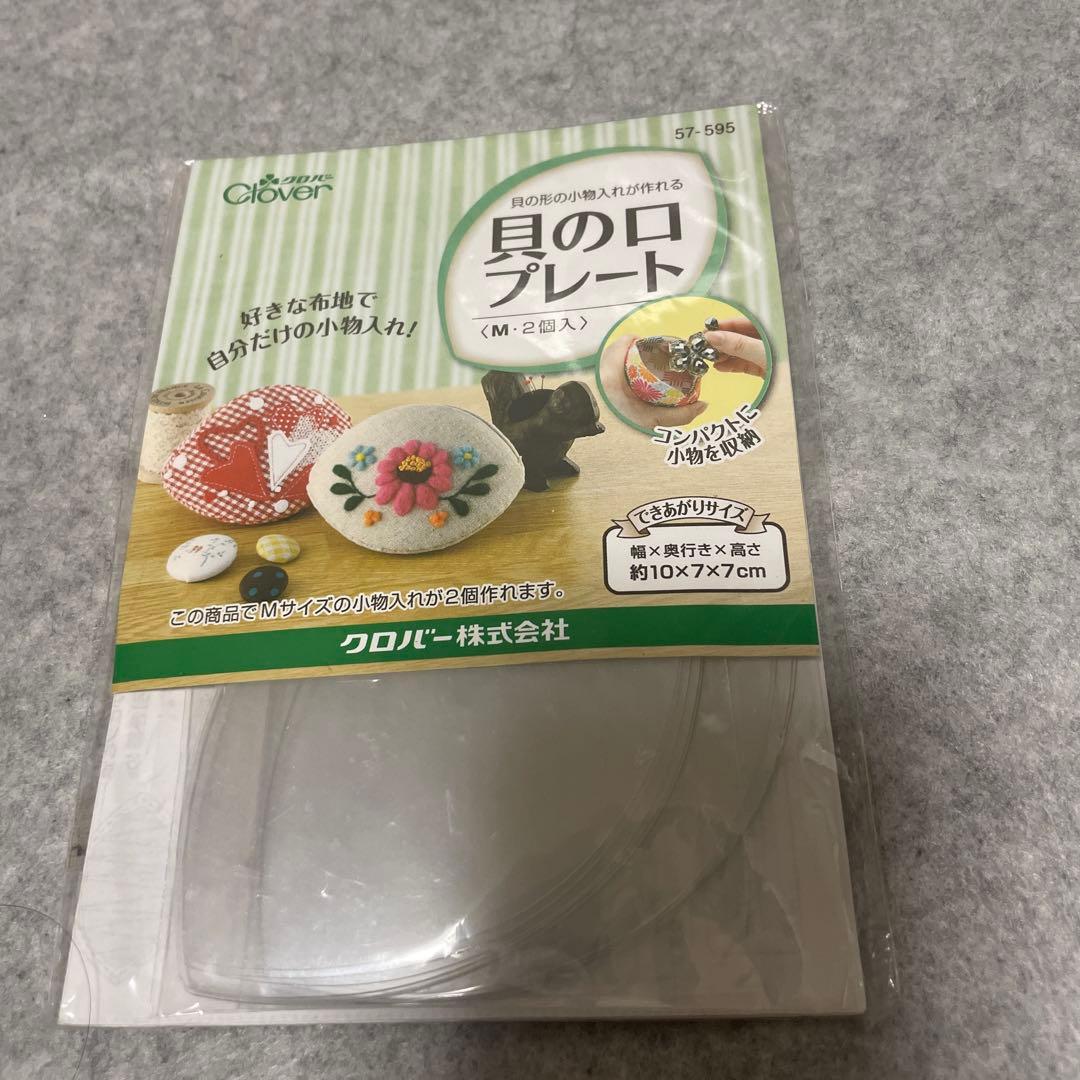 57-595
クロバー
Clover
貝の形の小物入れが作れる
貝の口
プレート
〈M・2個入〉
好きな布地で
自分だけの小物入れ!
コンパクトに
小物を収納
できあがりサイズ
幅×奥行き×高さ
約10×7×7cm
この商品でMサイズの小物入れが2個作れます。
クロバー株式会社